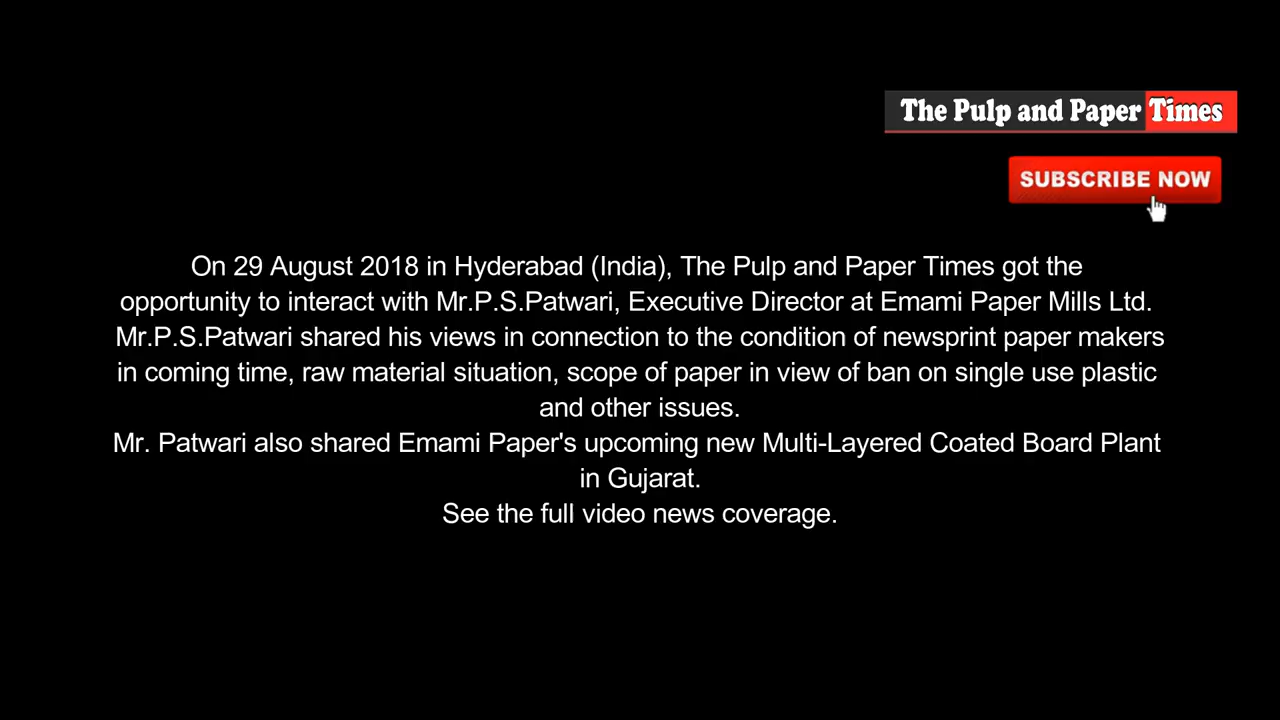 The Pulp and Paper Times
SUBSCRIBE NOW
On 29 August 2018 in Hyderabad (India), The Pulp and Paper Times got the
opportunity to interact with Mr.P.S.Patwari, Executive Director at Emami Paper Mills Ltd.
Mr.P.S.Patwari shared his views in connection to the condition of newsprint paper makers
in coming time, raw material situation, scope of paper in view of ban on single use plastic
and other issues.
Mr. Patwari also shared Emami Paper's upcoming new Multi-Layered Coated Board Plant
in Gujarat.
See the full video news coverage.